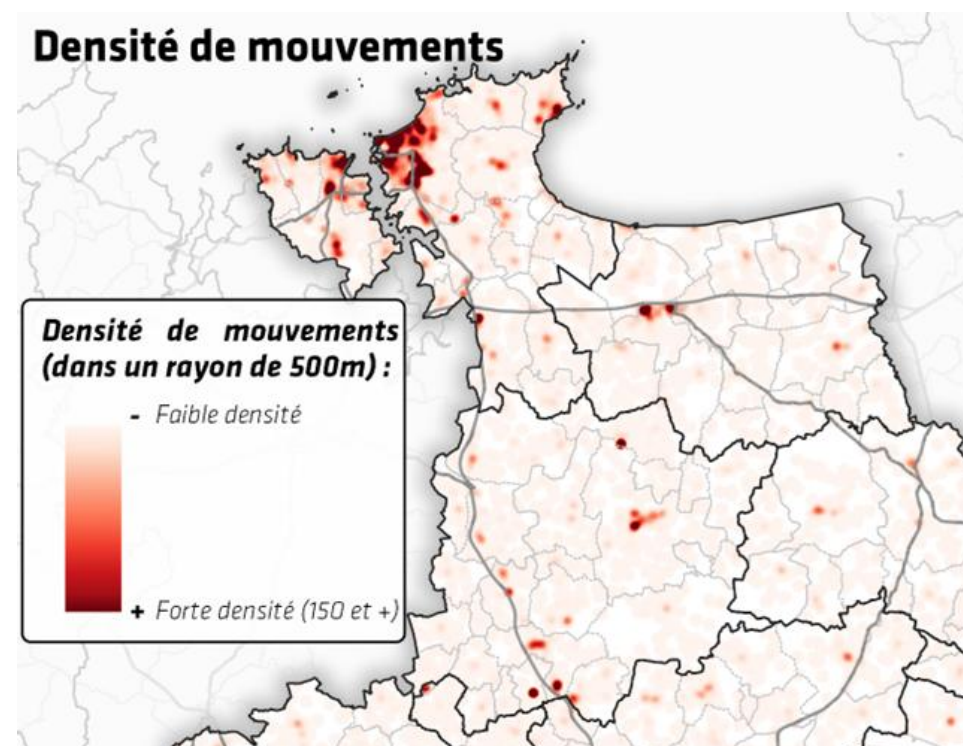 Densité de mouvements
Densité de mouvements
(dans un rayon de 500m) :
- Faible densité
+ Forte densité (150 et +)